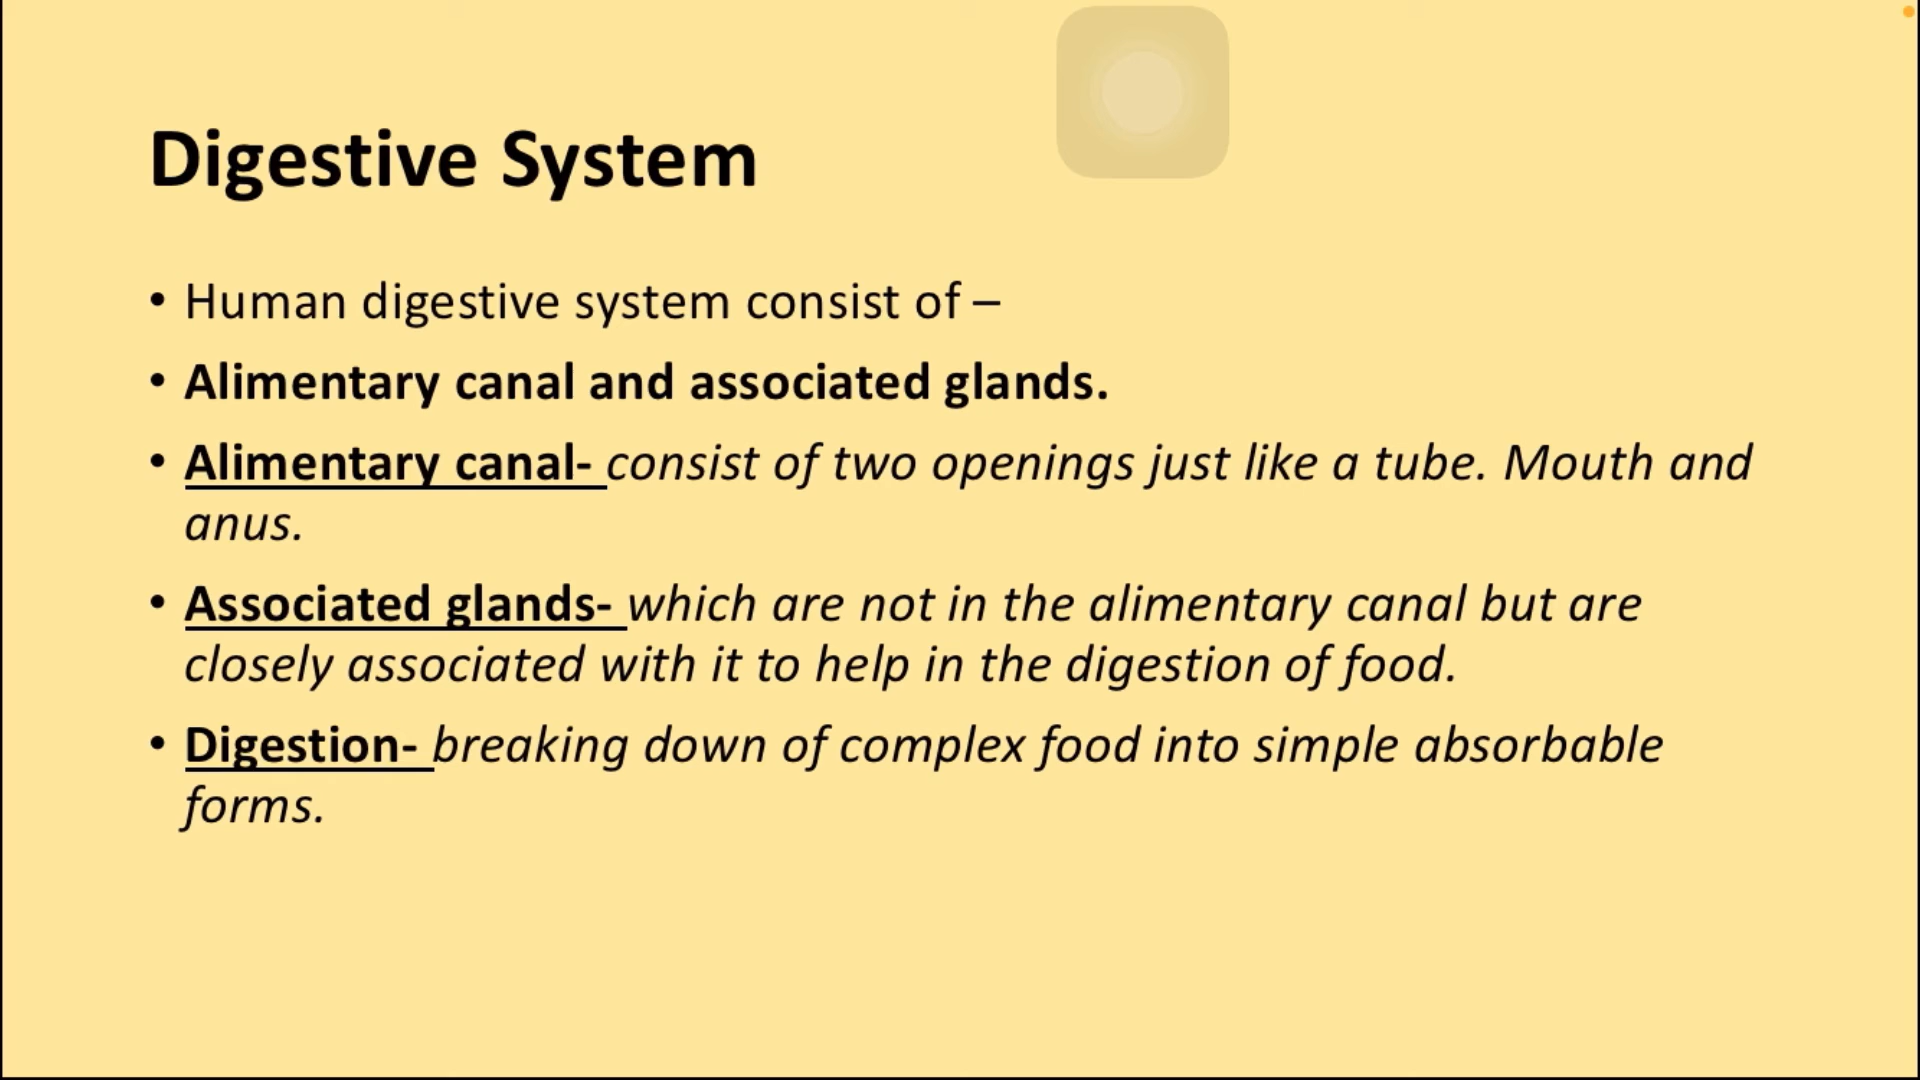 Digestive System
• Human digestive system consist of –
• Alimentary canal and associated glands.
• Alimentary canal- consist of two openings just like a tube. Mouth and
anus.
• Associated glands- which are not in the alimentary canal but are
closely associated with it to help in the digestion of food.
• Digestion- breaking down of complex food into simple absorbable
forms.